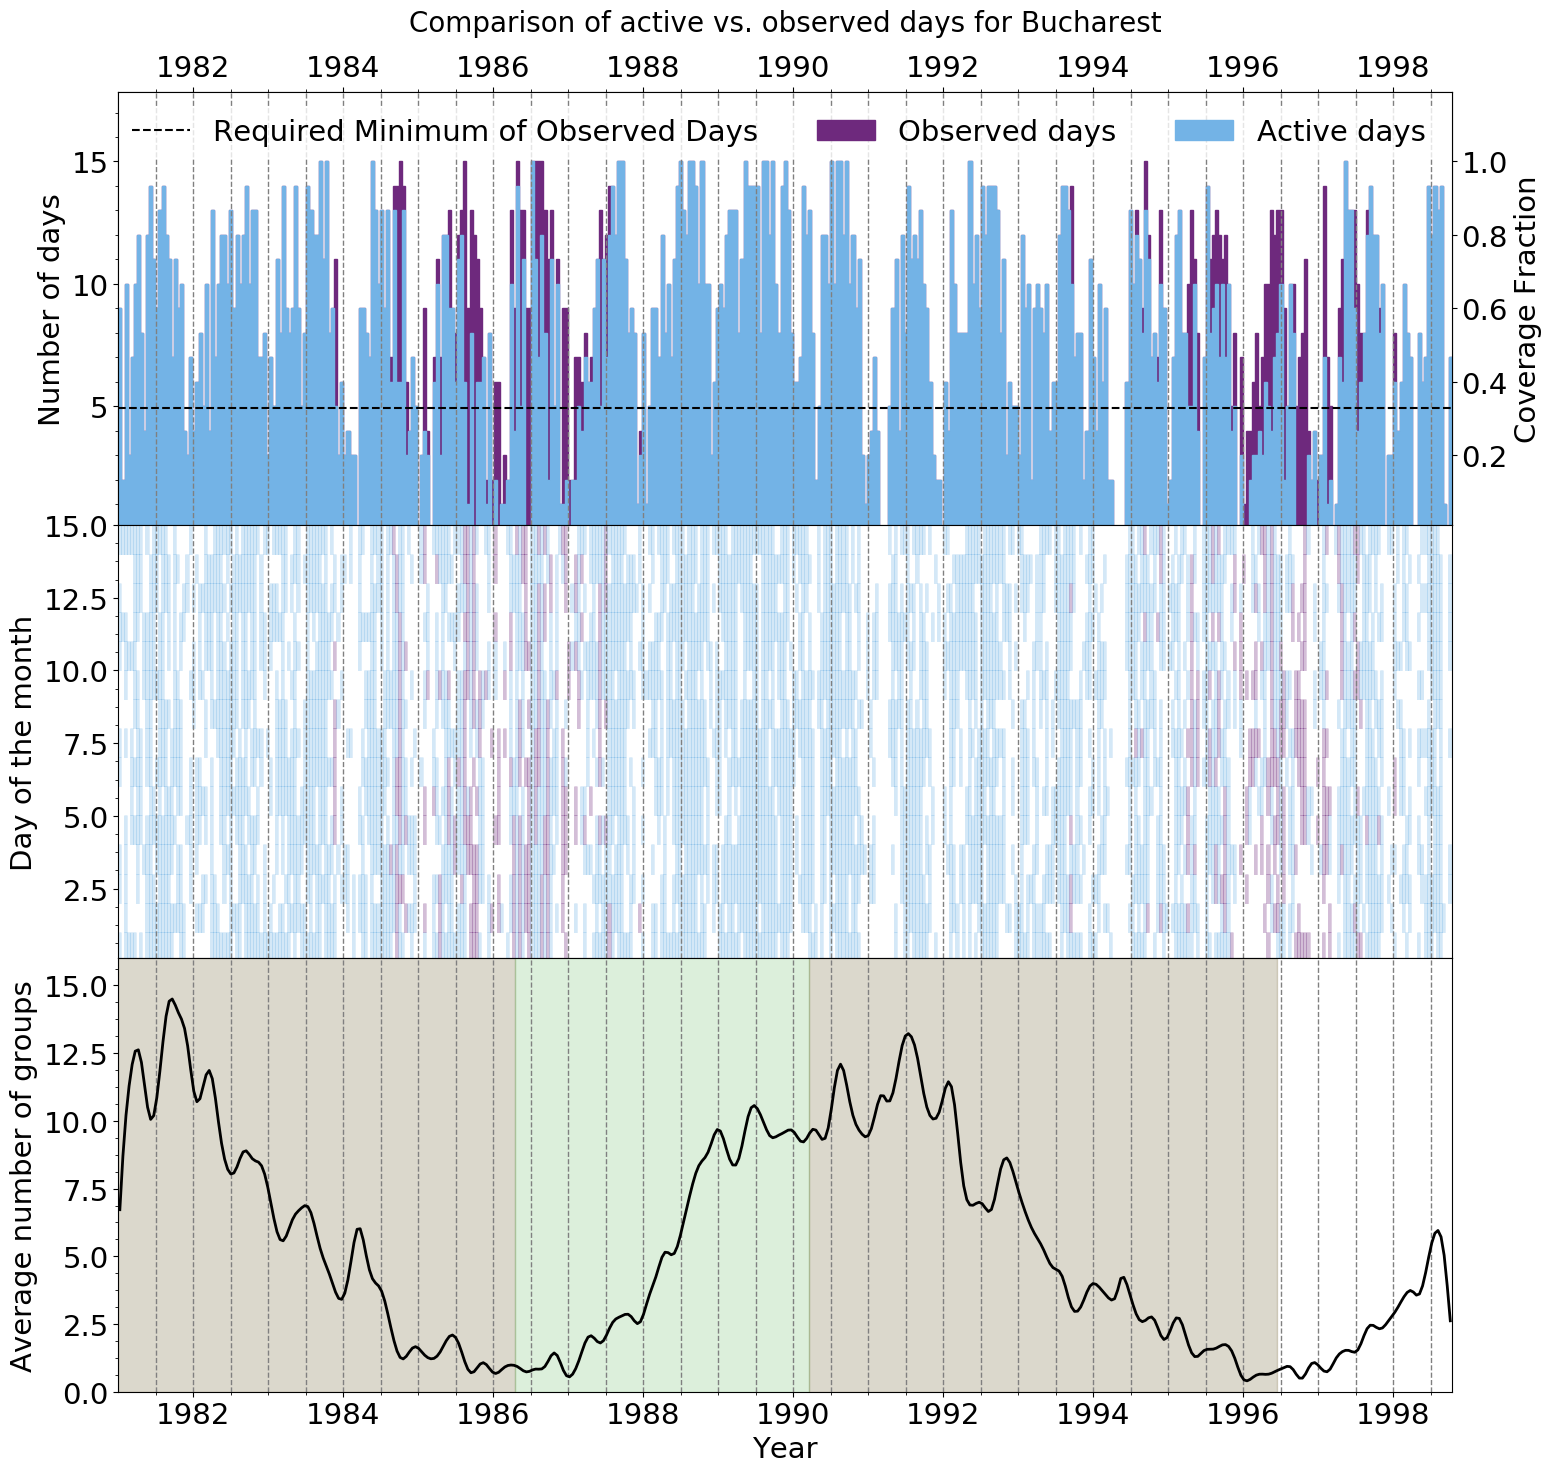 Comparison of active vs. observed days for Bucharest
1982 1984 1986 1988 1990 1992 1994 1996 1998
Required Minimum of Observed Days Observed days Active days
Number of days
15
10
5
Coverage Fraction
1.0
0.8
0.6
0.4
0.2
Day of the month
15.0
12.5
10.0
7.5
5.0
2.5
Average number of groups
15.0
12.5
10.0
7.5
5.0
2.5
0.0
1982 1984 1986 1988 1990 1992 1994 1996 1998
Year